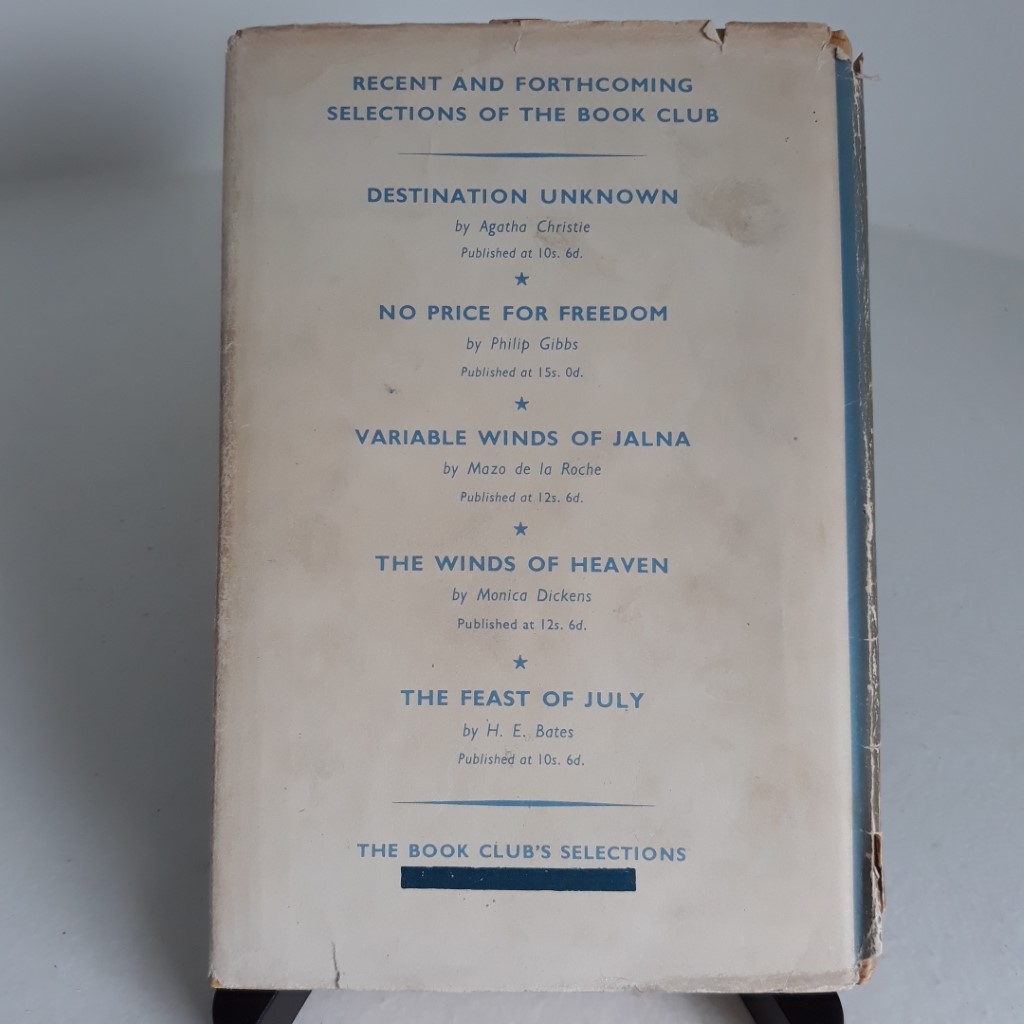 RECENT AND FORTHCOMING
SELECTIONS OF THE BOOK CLUB
DESTINATION UNKNOWN
by Agatha Christie
Published at 10s. 6d.
NO PRICE FOR FREEDOM
by Philip Gibbs
Published at 15s. 0d.
VARIABLE WINDS OF JALNA
by Mazo de la Roche
Published at 12s. 6d.
THE WINDS OF HEAVEN
by Monica Dickens
Published at 12s. 6d.
THE FEAST OF JULY
by H. E. Bates
Published at 10s. 6d.
THE BOOK CLUB'S SELECTIONS